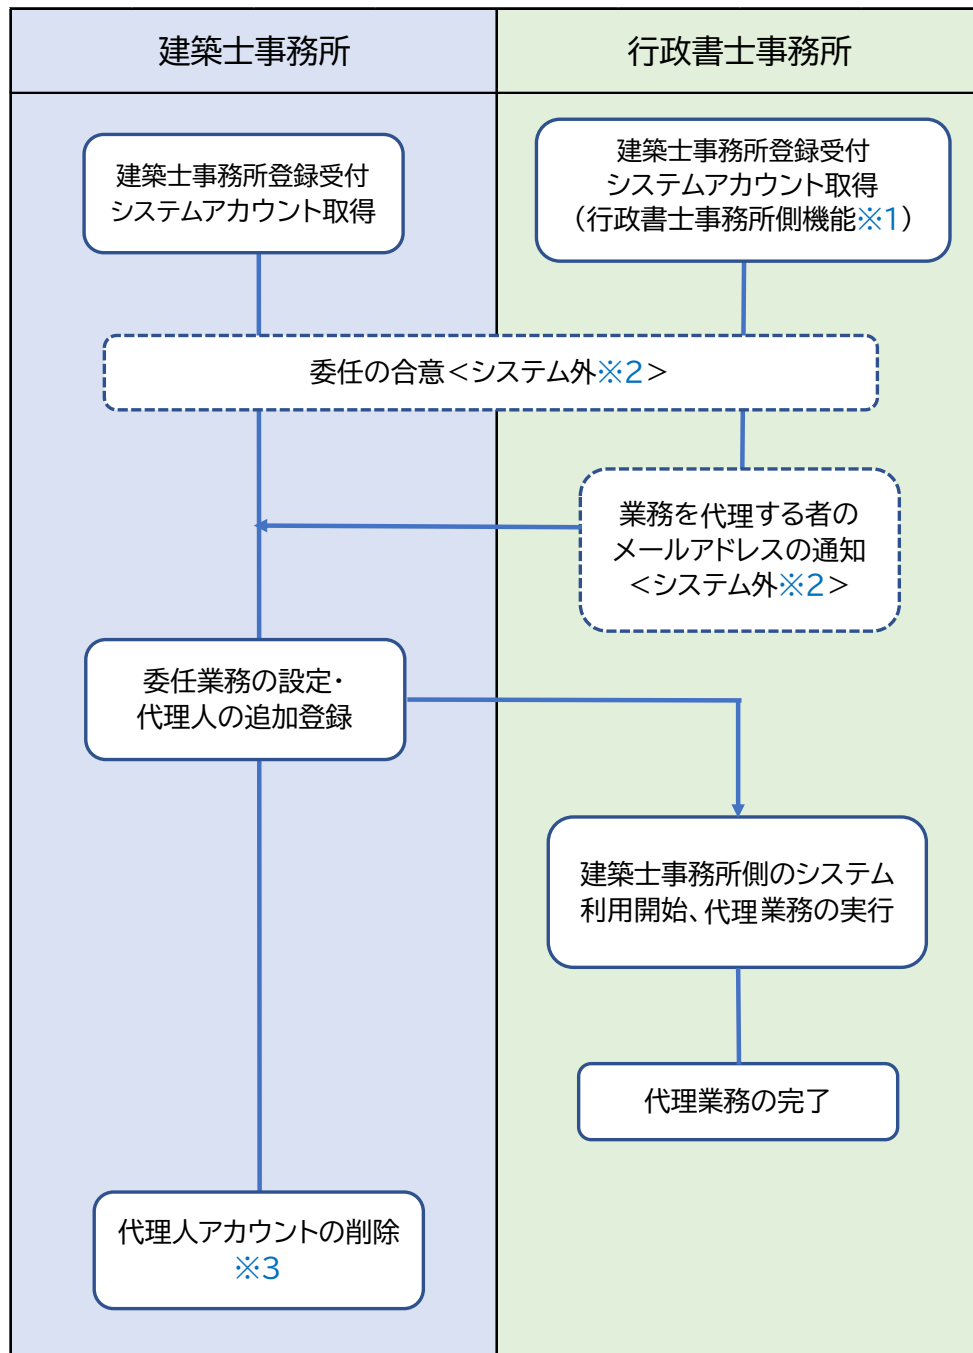 建築士事務所
行政書士事務所
建築士事務所登録受付
システムアカウント取得
建築士事務所登録受付
システムアカウント取得
（行政書士事務所側機能※1）
委任の合意＜システム外※2＞
業務を代理する者の
メールアドレスの通知
＜システム外※2＞
委任業務の設定・
代理人の追加登録
建築士事務所側のシステム
利用開始、代理業務の実行
代理業務の完了
代理人アカウントの削除
※3